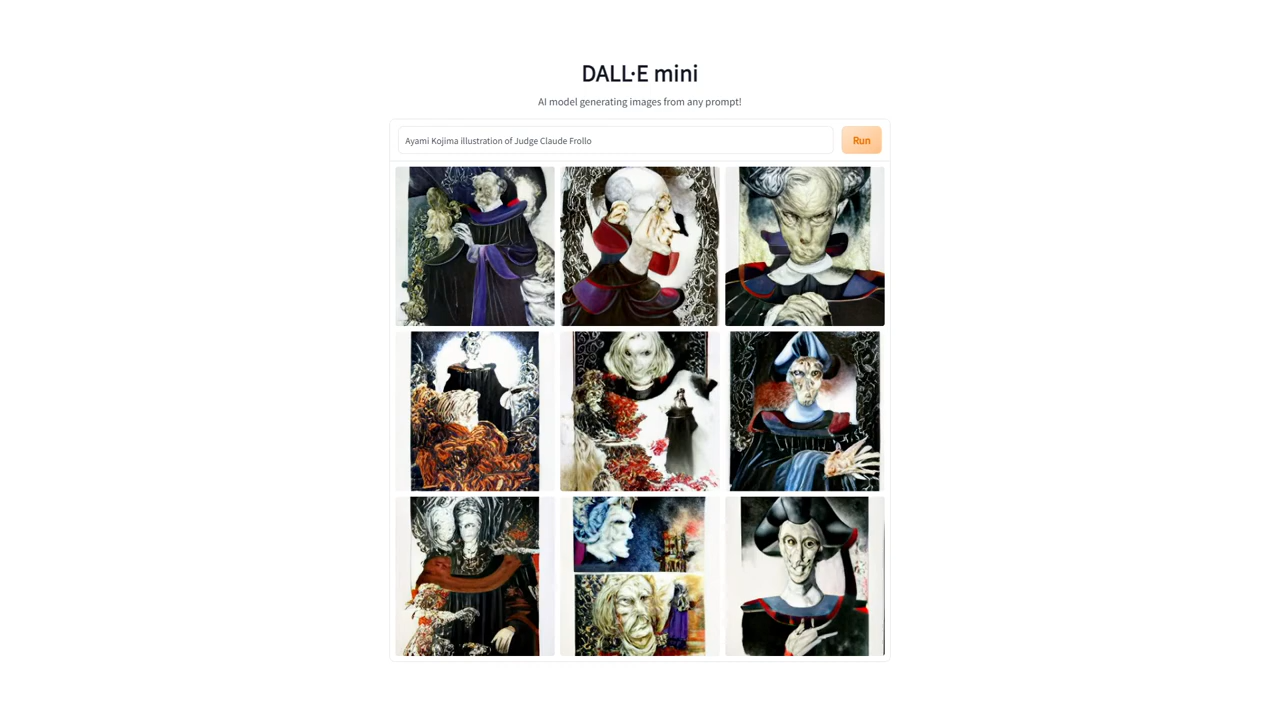 DALL·E mini
AI model generating images from any prompt!
Ayami Kojima illustration of Judge Claude Frollo
Run